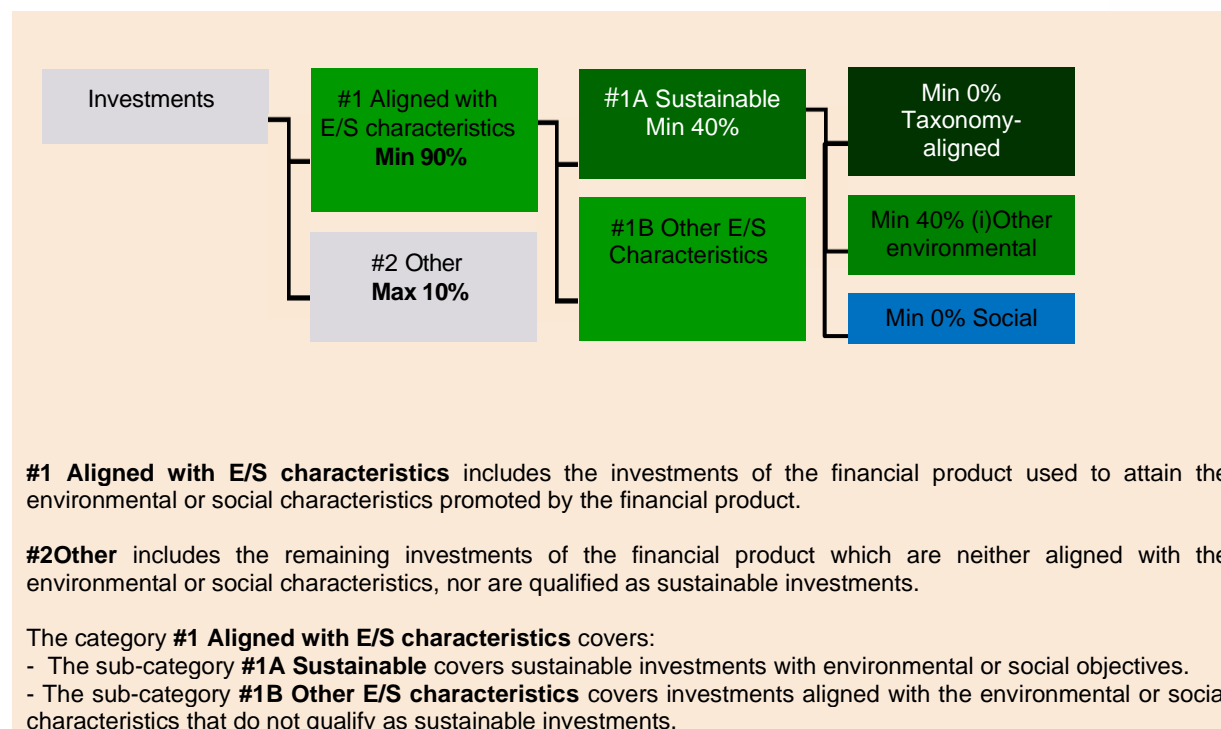 Investments
#1 Aligned with
E/S characteristics
Min 90%
#2 Other
Max 10%
#1A Sustainable
Min 40%
#1B Other E/S
Characteristics
Min 0%
Taxonomy-
aligned
Min 40% (i)Other
environmental
Min 0% Social
#1 Aligned with E/S characteristics includes the investments of the financial product used to attain the
environmental or social characteristics promoted by the financial product.
#2Other includes the remaining investments of the financial product which are neither aligned with the
environmental or social characteristics, nor are qualified as sustainable investments.
The category #1 Aligned with E/S characteristics covers:
- The sub-category #1A Sustainable covers sustainable investments with environmental or social objectives.
- The sub-category #1B Other E/S characteristics covers investments aligned with the environmental or social
characteristics that do not qualify as sustainable investments.